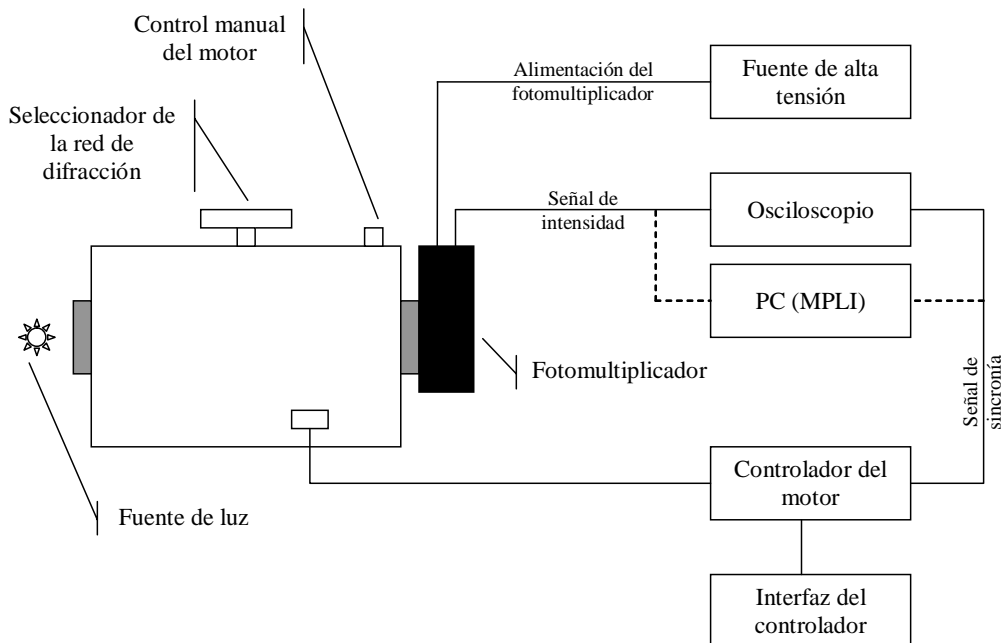 Control manual
del motor
Seleccionador de
la red de
difracción
Alimentación del
fotomultiplicador
Fuente de alta
tensión
Señal de
intensidad
Osciloscopio
PC (MPLI)
Fotomultiplicador
Señal de
sincronía
Fuente de luz
Controlador del
motor
Interfaz del
controlador